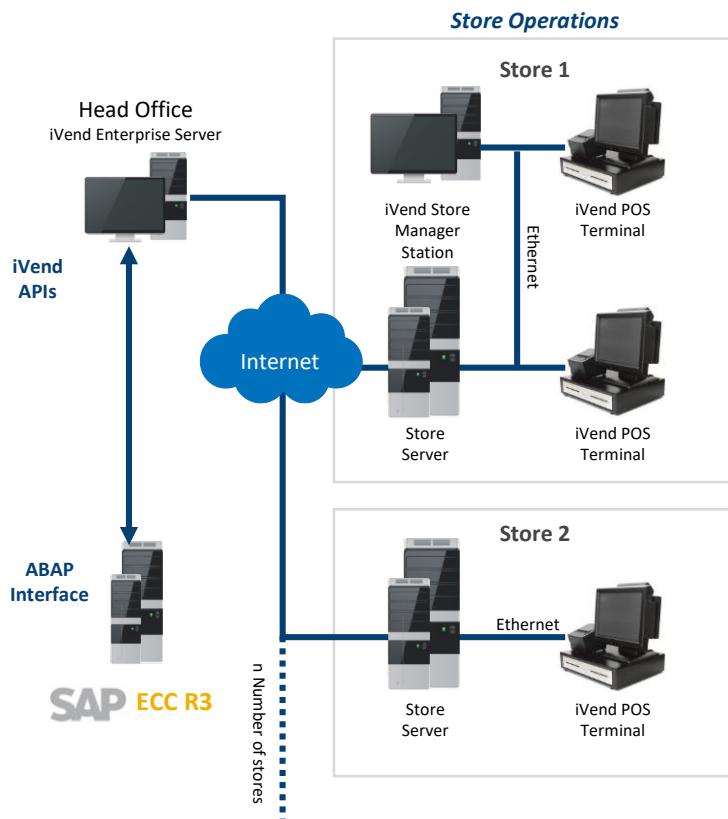 Store Operations
Store 1
Head Office
iVend Enterprise Server
iVend Store
Manager
Station
iVend POS
Terminal
Ethernet
iVend
APIs
Internet
Store
Server
iVend POS
Terminal
Store 2
ABAP
Interface
Ethernet
SAP ECC R3
n Number of stores
Store
Server
iVend POS
Terminal